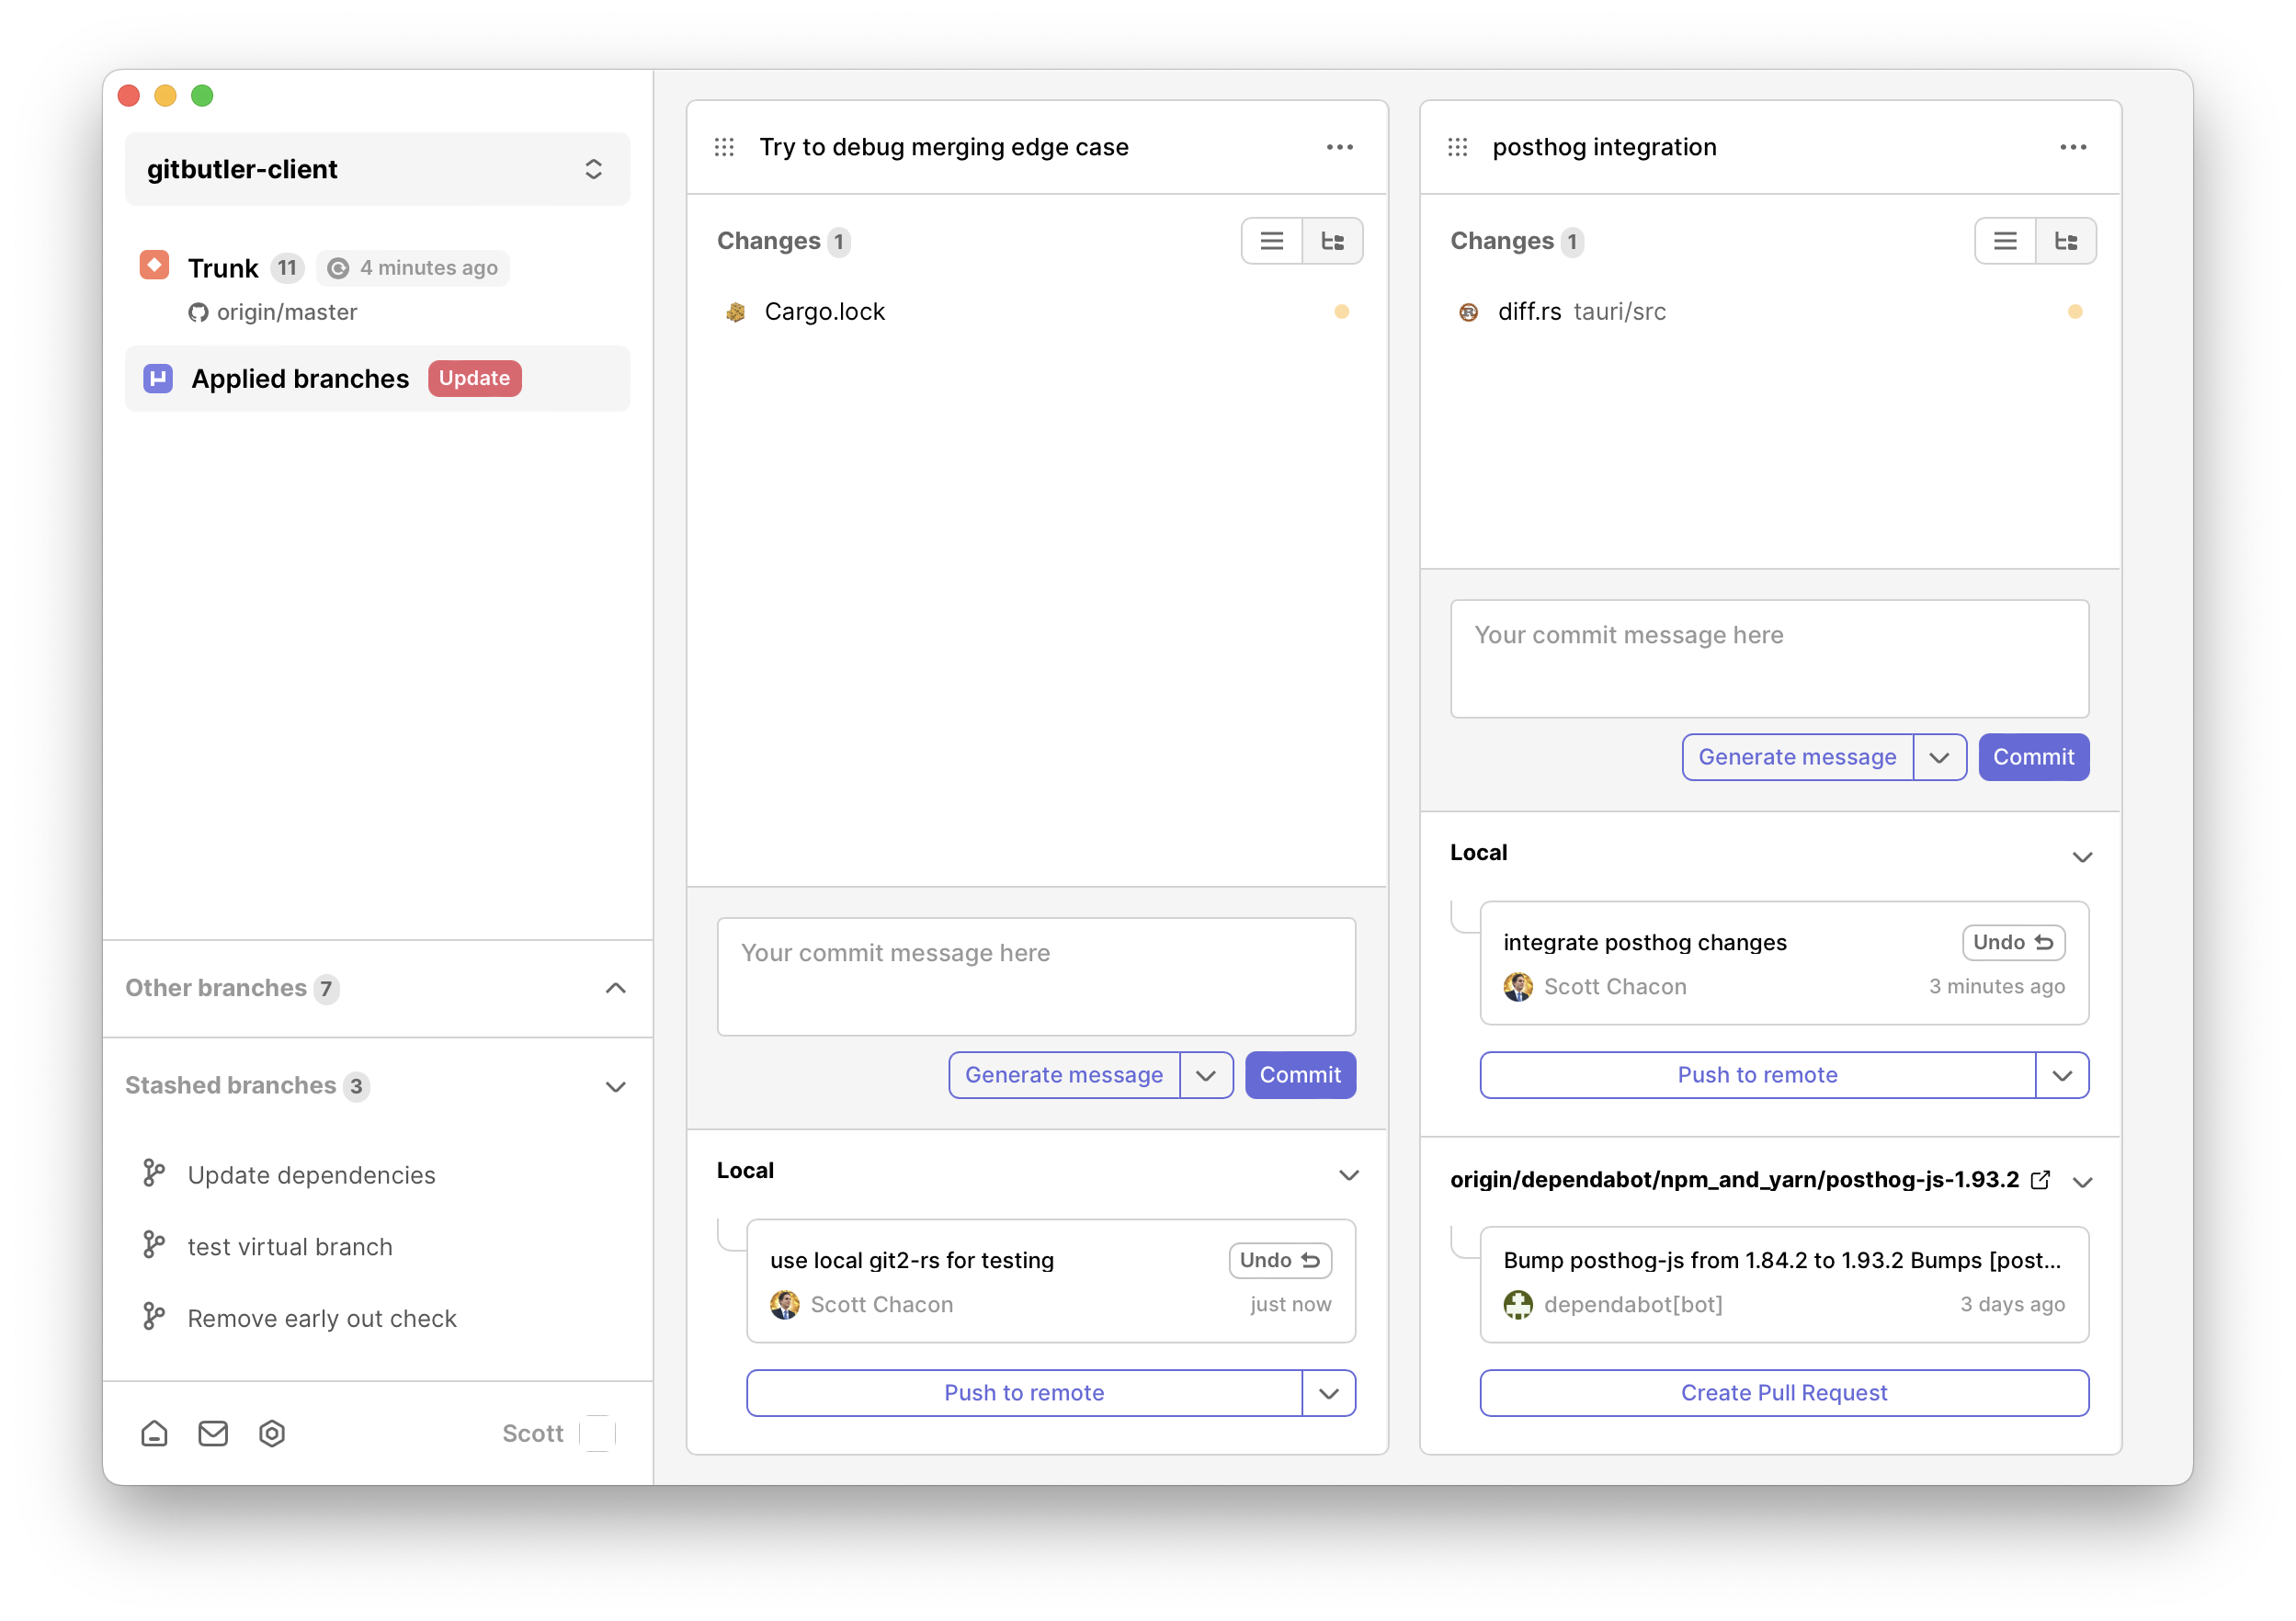 gitbutler-client
Trunk 11 4 minutes ago
origin/master
Applied branches Update
Other branches 7
Stashed branches 3
Update dependencies
test virtual branch
Remove early out check
Scott
Try to debug merging edge case
Changes 1
Cargo.lock
Your commit message here
Generate message Commit
Local
use local git2-rs for testing Undo
Scott Chacon just now
Push to remote
posthog integration
Changes 1
diff.rs tauri/src
Your commit message here
Generate message Commit
Local
integrate posthog changes Undo
Scott Chacon 3 minutes ago
Push to remote
origin/dependabot/npm_and_yarn/posthog-js-1.93.2
Bump posthog-js from 1.84.2 to 1.93.2 Bumps [post...
dependabot[bot] 3 days ago
Create Pull Request